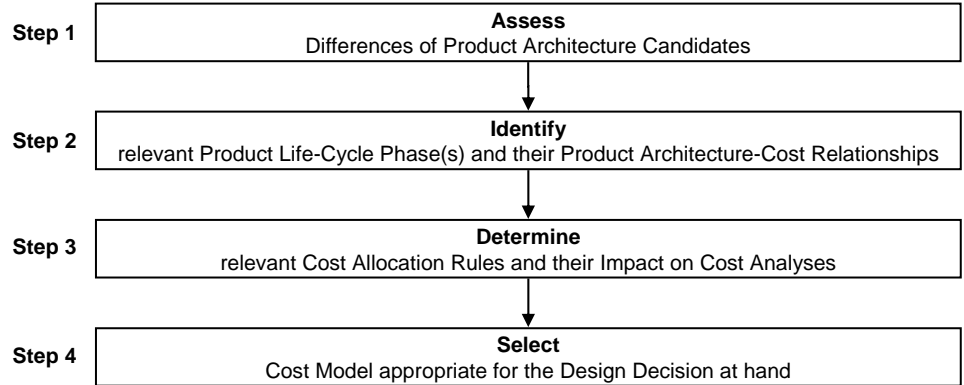 Step 1
Assess
Differences of Product Architecture Candidates
Step 2
Identify
relevant Product Life-Cycle Phase(s) and their Product Architecture-Cost Relationships
Step 3
Determine
relevant Cost Allocation Rules and their Impact on Cost Analyses
Step 4
Select
Cost Model appropriate for the Design Decision at hand